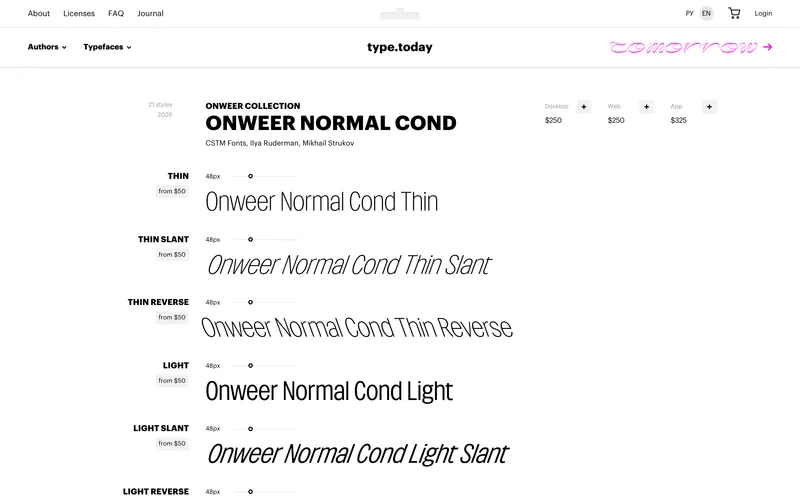 About Licenses FAQ Journal
РУ EN Login
Authors Typefaces type.today TOMORROW →
21 styles
2026
ONWEER COLLECTION
ONWEER NORMAL COND
CSTM Fonts, Ilya Ruderman, Mikhail Strukov
Desktop + Web + App +
$250 $250 $325
THIN 48px
from $50
Onweer Normal Cond Thin
THIN SLANT 48px
from $50
Onweer Normal Cond Thin Slant
THIN REVERSE 48px
from $50
Onweer Normal Cond Thin Reverse
LIGHT 48px
from $50
Onweer Normal Cond Light
LIGHT SLANT 48px
from $50
Onweer Normal Cond Light Slant
LIGHT REVERSE 48px